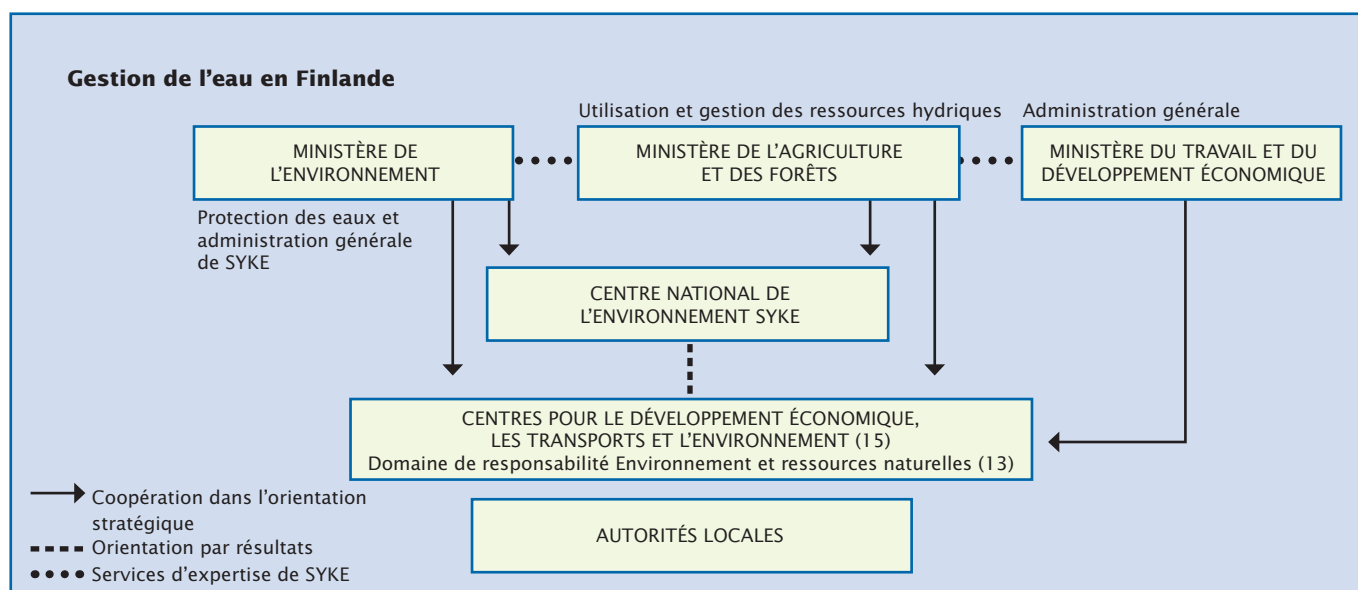 Gestion de l'eau en Finlande
Utilisation et gestion des ressources hydriques
Administration générale
MINISTÈRE DE
L'ENVIRONNEMENT
MINISTÈRE DE L'AGRICULTURE
ET DES FORÊTS
MINISTÈRE DU TRAVAIL ET DU
DÉVELOPPEMENT ÉCONOMIQUE
Protection des eaux et
administration générale
de SYKE
CENTRE NATIONAL DE
L'ENVIRONNEMENT SYKE
CENTRES POUR LE DÉVELOPPEMENT ÉCONOMIQUE,
LES TRANSPORTS ET L'ENVIRONNEMENT (15)
Domaine de responsabilité Environnement et ressources naturelles (13)
AUTORITÉS LOCALES
Coopération dans l'orientation
stratégique
Orientation par résultats
Services d'expertise de SYKE